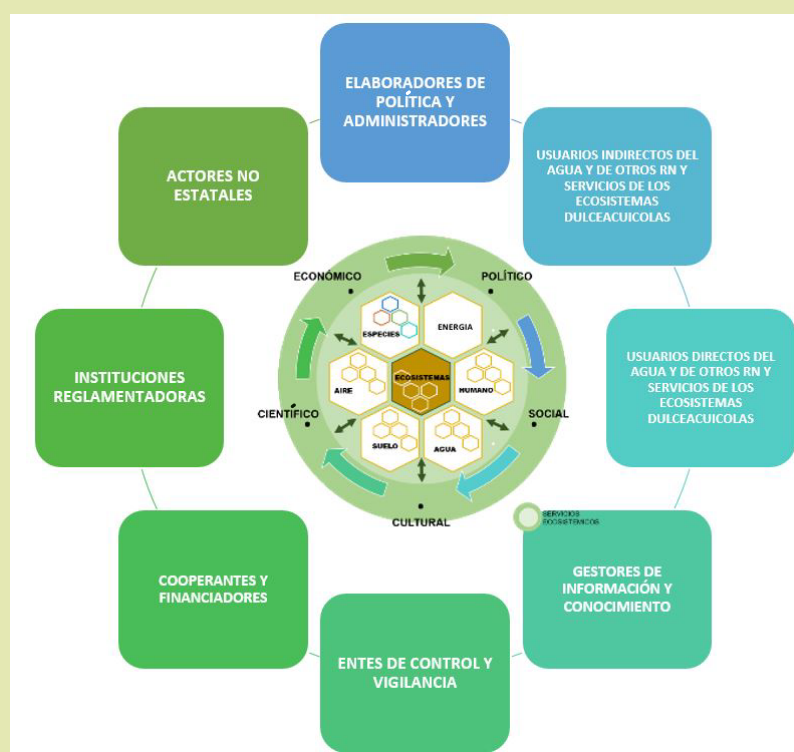 ELABORADORES DE
POLÍTICA Y
ADMINISTRADORES
USUARIOS INDIRECTOS DEL
AGUA Y DE OTROS RN Y
SERVICIOS DE LOS
ECOSISTEMAS
DULCEACUICOLAS
USUARIOS DIRECTOS DEL
AGUA Y DE OTROS RN Y
SERVICIOS DE LOS
ECOSISTEMAS
DULCEACUICOLAS
GESTORES DE
INFORMACIÓN Y
CONOCIMIENTO
ENTES DE CONTROL Y
VIGILANCIA
COOPERANTES Y
FINANCIADORES
INSTITUCIONES
REGLAMENTADORAS
ACTORES NO
ESTATALES
ECONÓMICO
POLÍTICO
SOCIAL
CULTURAL
CIENTÍFICO
ESPECIES
ENERGIA
AIRE
ECOSISTEMAS
HUMANO
SUELO
AGUA
SERVICIOS
ECOSISTEMICOS